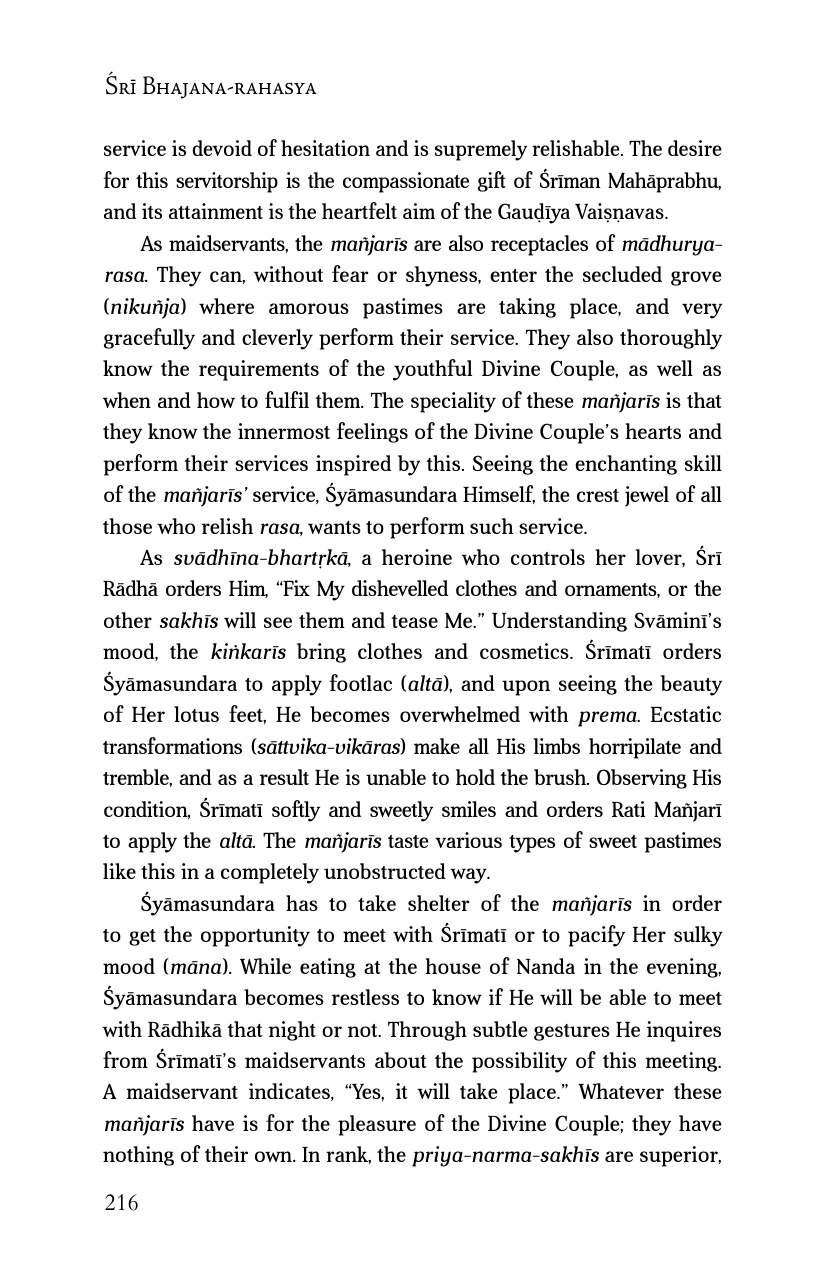 Śrī Bhajana-rahasya
service is devoid of hesitation and is supremely relishable. The desire
for this servitorship is the compassionate gift of Śrīman Mahāprabhu,
and its attainment is the heartfelt aim of the Gauḍīya Vaiṣṇavas.
As maidservants, the mañjarīs are also receptacles of mādhurya-
rasa. They can, without fear or shyness, enter the secluded grove
(nikuñja) where amorous pastimes are taking place, and very
gracefully and cleverly perform their service. They also thoroughly
know the requirements of the youthful Divine Couple, as well as
when and how to fulfil them. The speciality of these mañjarīs is that
they know the innermost feelings of the Divine Couple’s hearts and
perform their services inspired by this. Seeing the enchanting skill
of the mañjarīs’ service, Śyāmasundara Himself, the crest jewel of all
those who relish rasa, wants to perform such service.
As svādhīna-bhartṛkā, a heroine who controls her lover, Śrī
Rādhā orders Him, “Fix My dishevelled clothes and ornaments, or the
other sakhīs will see them and tease Me.” Understanding Svāminī’s
mood, the kiṅkarīs bring clothes and cosmetics. Śrīmatī orders
Śyāmasundara to apply footlac (altā), and upon seeing the beauty
of Her lotus feet, He becomes overwhelmed with prema. Ecstatic
transformations (sāttvika-vikāras) make all His limbs horripilate and
tremble, and as a result He is unable to hold the brush. Observing His
condition, Śrīmatī softly and sweetly smiles and orders Rati Mañjarī
to apply the altā. The mañjarīs taste various types of sweet pastimes
like this in a completely unobstructed way.
Śyāmasundara has to take shelter of the mañjarīs in order
to get the opportunity to meet with Śrīmatī or to pacify Her sulky
mood (māna). While eating at the house of Nanda in the evening,
Śyāmasundara becomes restless to know if He will be able to meet
with Rādhikā that night or not. Through subtle gestures He inquires
from Śrīmatī’s maidservants about the possibility of this meeting.
A maidservant indicates, “Yes, it will take place.” Whatever these
mañjarīs have is for the pleasure of the Divine Couple; they have
nothing of their own. In rank, the priya-narma-sakhīs are superior,
216